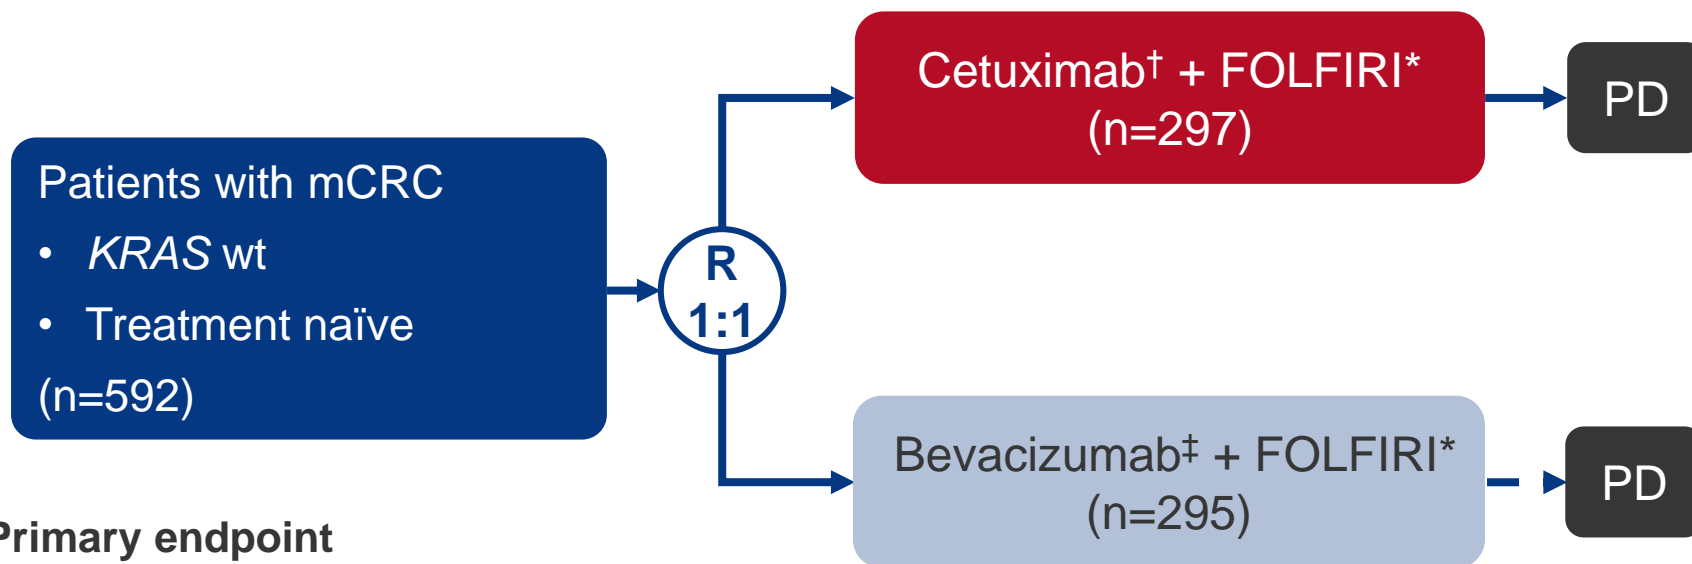 Patients with mCRC
• KRAS wt
• Treatment naïve
(n=592)
R
1:1
Cetuximab† + FOLFIRI*
(n=297)
PD
Bevacizumab‡ + FOLFIRI*
(n=295)
PD
Primary endpoint